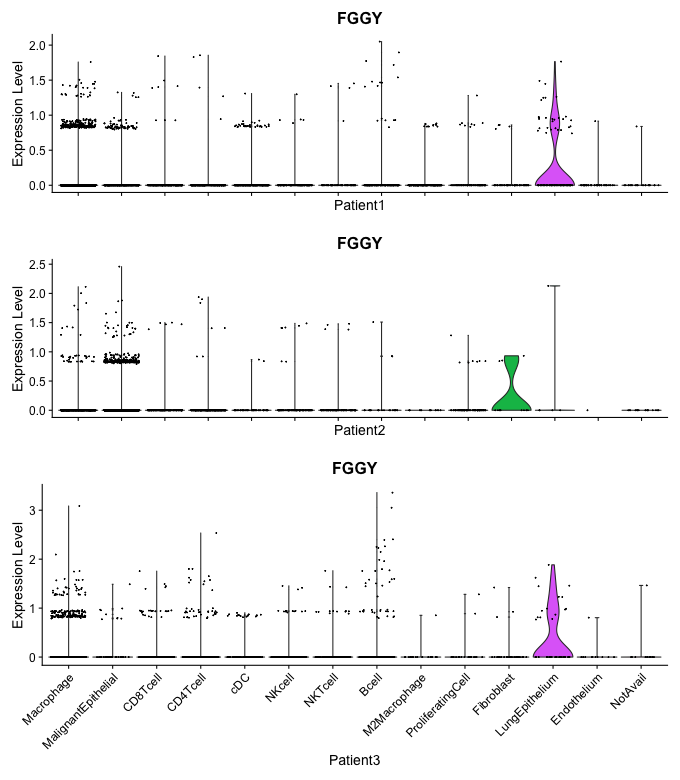 FGGY
Expression Level
2.0
1.5
1.0
0.5
0.0
Patient1
FGGY
Expression Level
2.5
2.0
1.5
1.0
0.5
0.0
Patient2
FGGY
Expression Level
3
2
1
0
Macrophage
MalignantEpithelial
CD8Tcell
CD4Tcell
cDC
NKcell
NKTcell
Bcell
M2Macrophage
ProliferatingCell
Fibroblast
LungEpithelium
Endothelium
NotAvail
Patient3